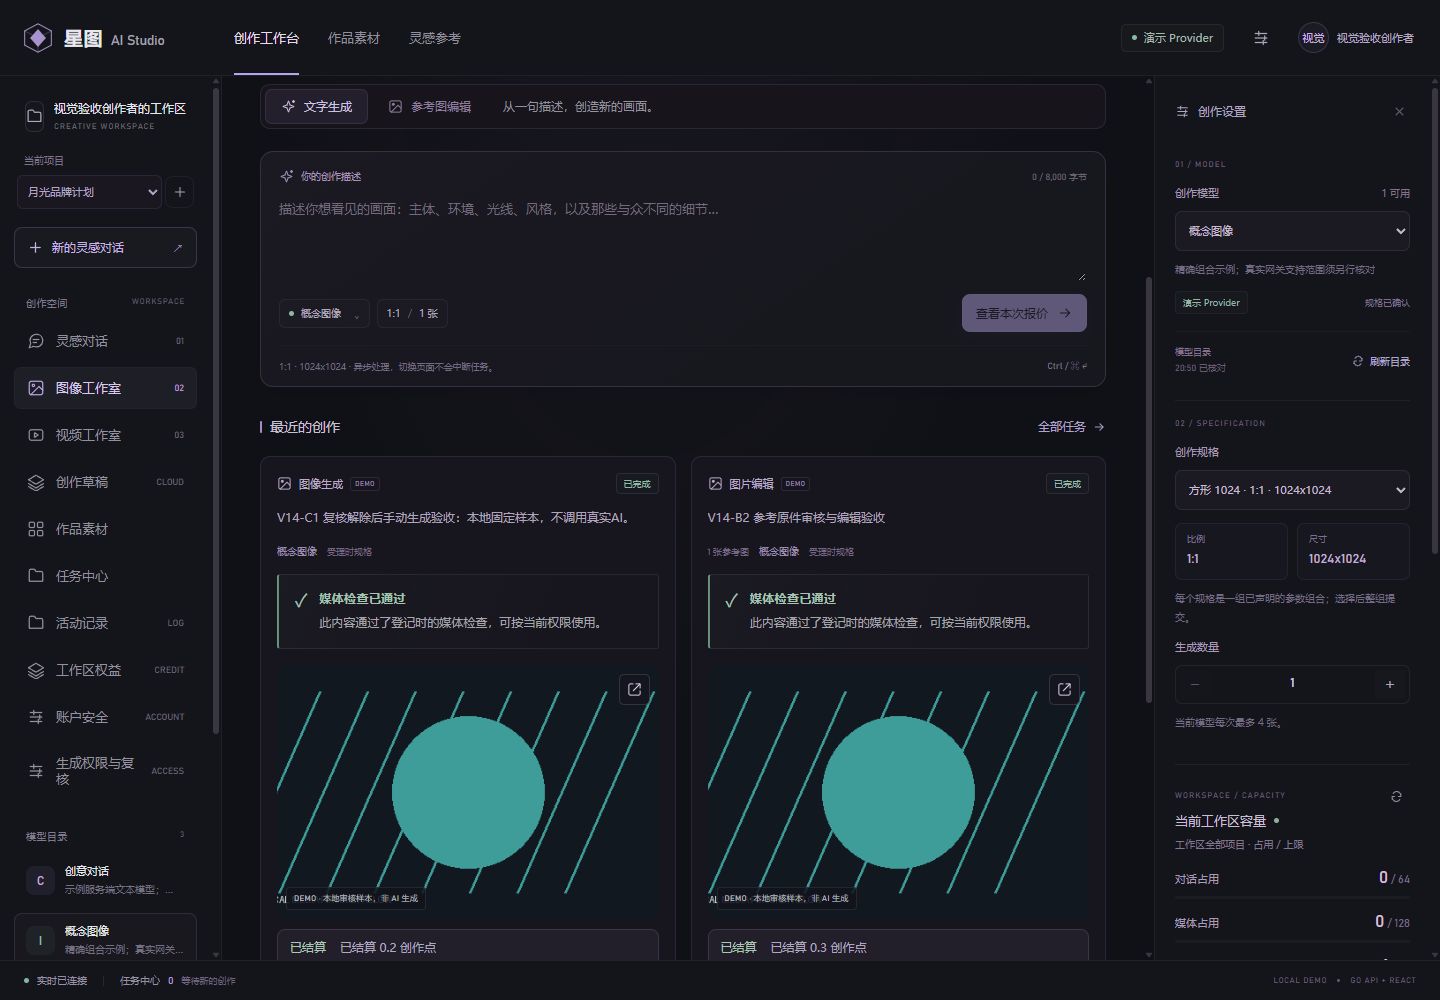 星图 AI Studio
创作工作台
作品素材
灵感参考
演示 Provider
视觉
视觉验收创作者
视觉验收创作者的工作区
CREATIVE WORKSPACE
当前项目
月光品牌计划
新的灵感对话
创作空间
WORKSPACE
灵感对话 01
图像工作室 02
视频工作室 03
创作草稿 CLOUD
作品素材
任务中心
活动记录 LOG
工作区权益 CREDIT
账户安全 ACCOUNT
生成权限与复
核
ACCESS
模型目录 3
C
创意对话
示例服务端文本模型；...
I
概念图像
精确组合示例；真实网关...
文字生成
参考图编辑
从一句描述，创造新的画面。
你的创作描述
0 / 8,000 字节
描述你想看见的画面：主体、环境、光线、风格，以及那些与众不同的细节...
概念图像
1:1 / 1 张
查看本次报价
1:1 · 1024x1024 · 异步处理，切换页面不会中断任务。
Ctrl / ⌘ ↵
最近的创作
全部任务
图像生成 DEMO
已完成
V14-C1 复核解除后手动生成验收：本地固定样本，不调用真实AI。
概念图像 受理时规格
媒体检查已通过
此内容通过了登记时的媒体检查，可按当前权限使用。
DEMO · 本地审核样本，非 AI 生成
已结算 已结算 0.2 创作点
图片编辑 DEMO
已完成
V14-B2 参考原件审核与编辑验收
1 张参考图 概念图像 受理时规格
媒体检查已通过
此内容通过了登记时的媒体检查，可按当前权限使用。
DEMO · 本地审核样本，非 AI 生成
已结算 已结算 0.3 创作点
创作设置
01 / MODEL
创作模型
1 可用
概念图像
精确组合示例；真实网关支持范围须另行核对
演示 Provider
规格已确认
模型目录
20:50 已核对
刷新目录
02 / SPECIFICATION
创作规格
方形 1024 · 1:1 · 1024x1024
比例
1:1
尺寸
1024x1024
每个规格是一组已声明的参数组合；选择后整组提
交。
生成数量
1
当前模型每次最多 4 张。
WORKSPACE / CAPACITY
当前工作区容量
工作区全部项目 · 占用 / 上限
对话占用 0 / 64
媒体占用 0 / 128
实时已连接
任务中心 0 等待新的创作
LOCAL DEMO • GO API + REACT